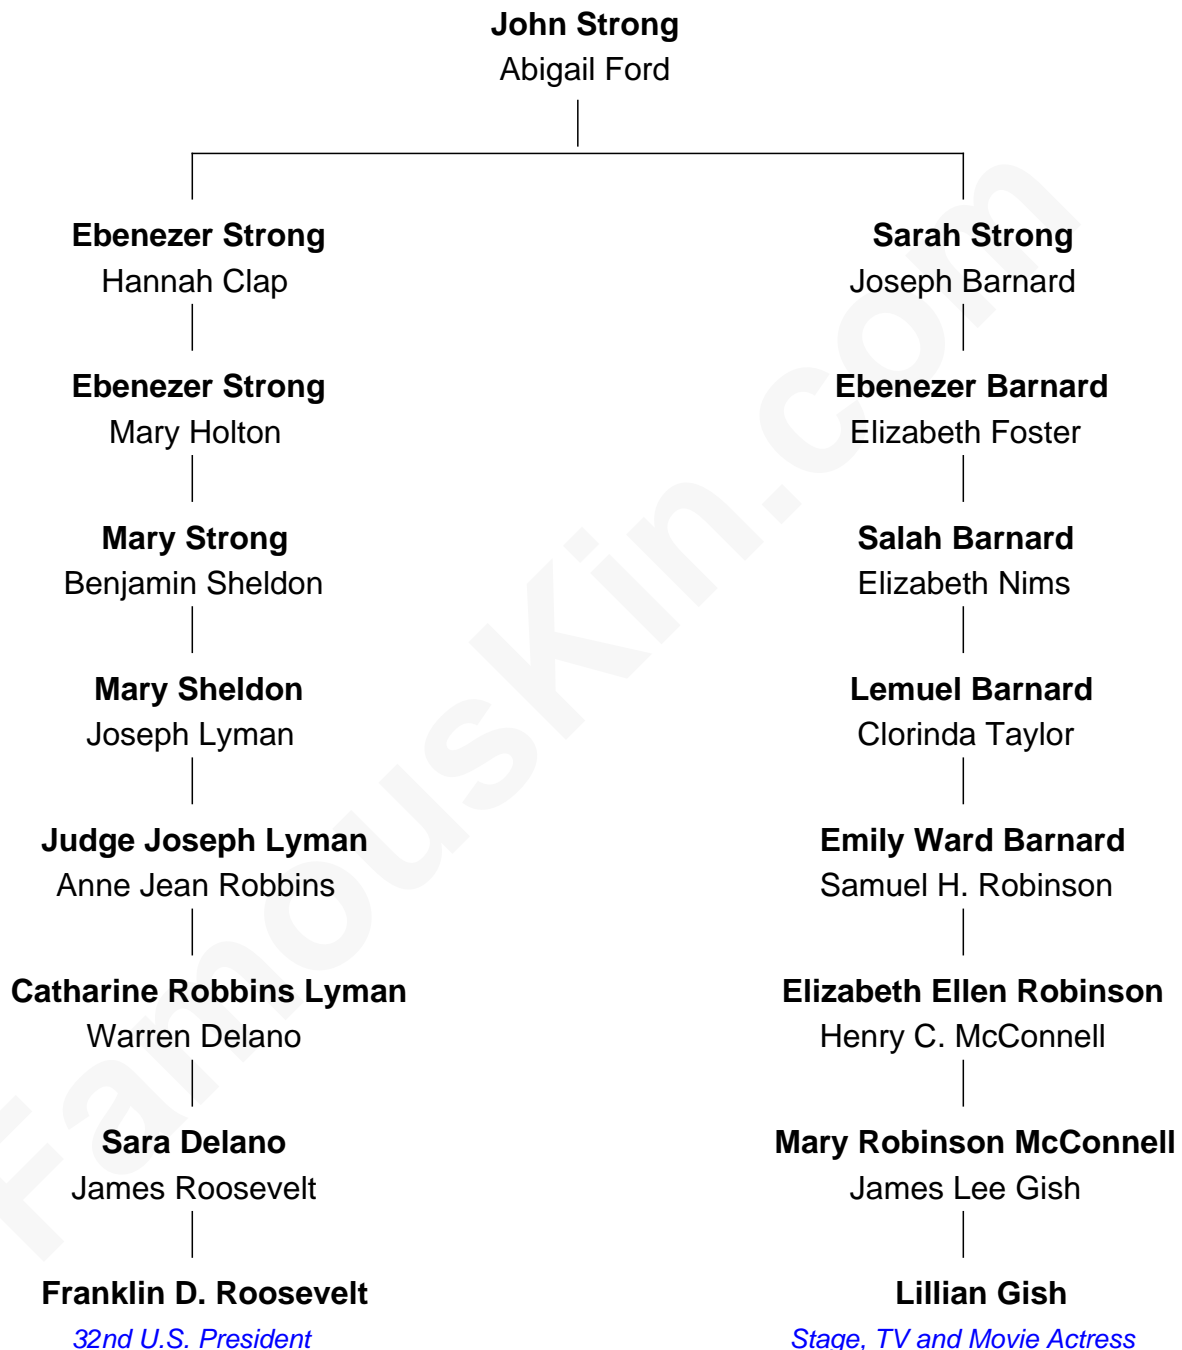 John Strong
Abigail Ford
Ebenezer Strong
Hannah Clap
Sarah Strong
Joseph Barnard
Ebenezer Strong
Mary Holton
Ebenezer Barnard
Elizabeth Foster
Mary Strong
Benjamin Sheldon
Salah Barnard
Elizabeth Nims
Mary Sheldon
Joseph Lyman
Lemuel Barnard
Clorinda Taylor
Judge Joseph Lyman
Anne Jean Robbins
Emily Ward Barnard
Samuel H. Robinson
Catharine Robbins Lyman
Warren Delano
Elizabeth Ellen Robinson
Henry C. McConnell
Sara Delano
James Roosevelt
Mary Robinson McConnell
James Lee Gish
Franklin D. Roosevelt
32nd U.S. President
Lillian Gish
Stage, TV and Movie Actress
FamousKin.com